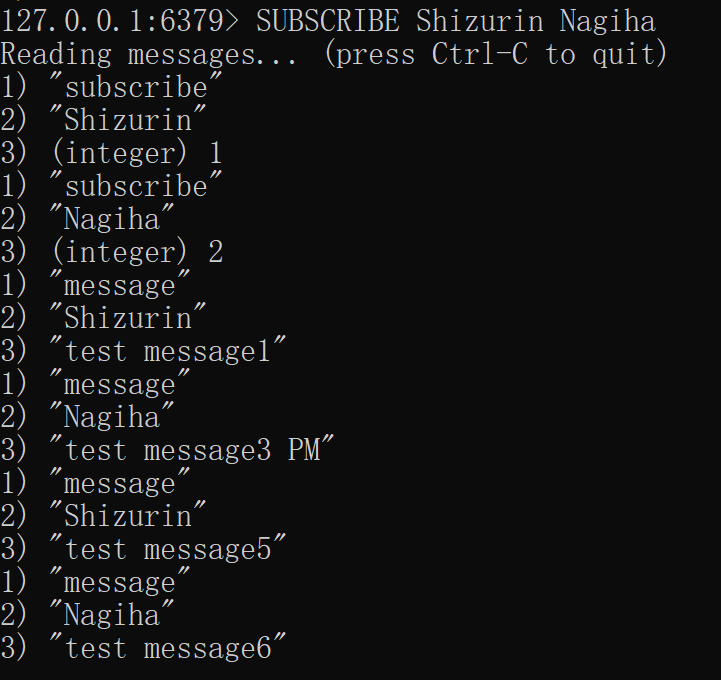 127.0.0.1:6379> SUBSCRIBE Shizurin Nagiha
Reading messages... (press Ctrl-C to quit)
1) "subscribe"
2) "Shizurin"
3) (integer) 1
1) "subscribe"
2) "Nagiha"
3) (integer) 2
1) "message"
2) "Shizurin"
3) "test message1"
1) "message"
2) "Nagiha"
3) "test message3 PM"
1) "message"
2) "Shizurin"
3) "test message5"
1) "message"
2) "Nagiha"
3) "test message6"